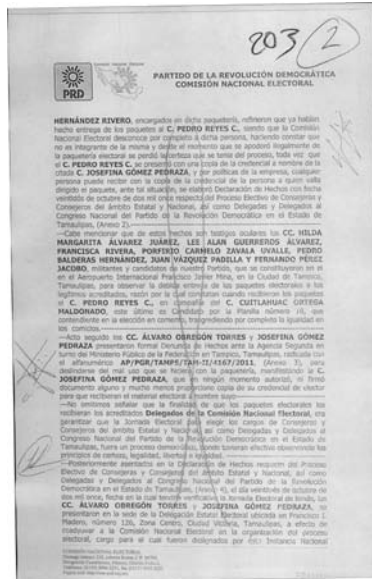 203 2
PRD
PARTIDO DE LA REVOLUCIÓN DEMOCRÁTICA
COMISIÓN NACIONAL ELECTORAL
HERNÁNDEZ RIVERO, encargados en dicha paquetería, refirieron que ya habían
hecho entrega de los paquetes al C. PEDRO REYES C., siendo que la Comisión
Nacional Electoral desconoce por completo a dicha persona, haciendo constar que
no es integrante de la misma y desde el momento que se apoderó ilegalmente de
la paquetería electoral se perdió la certeza que se tenía del proceso, toda vez que
el C. PEDRO REYES C., se presentó con una copia de la credencial a nombre de la
citada C. JOSEFINA GÓMEZ PEDRAZA, y por políticas de la empresa, cualquier
persona puede recibir con la copia de la credencial de la persona a quien valla
dirigido el paquete, ante tal situación, se elaboró Declaración de Hechos con fecha
veintidós de octubre de dos mil once respecto del Proceso Electivo de Consejeras y
Consejeros del ámbito Estatal y Nacional, así como Delegadas y Delegados al
Congreso Nacional del Partido de la Revolución Democrática en el Estado de
Tamaulipas, (Anexo 2).
---Cabe mencionar que de estos hechos son testigos oculares los CC. HILDA
MARGARITA ÁLVAREZ JUÁREZ, LEE ALAN GUERREROS ÁLVAREZ,
FRANCISCA RIVERA, PORFIRIO CARMELO ZAVALA UVALLE, PEDRO
BALDERAS HERNÁNDEZ, JUAN VÁZQUEZ PADILLA Y FERNANDO PÉREZ
JACOBO, militantes y candidatos de nuestro Partido, que se constituyeron en
en el Aeropuerto Internacional Francisco Javier Mina, en la Ciudad de Tampico,
Tamaulipas, para observar la debida entrega de los paquetes electorales a los
legítimos acreditados, razón por la cual constataron cuando recibieron los paquetes
el C. PEDRO REYES C., en compañía del C. CUITLAHUAC ORTEGA
MALDONADO, este último es Candidato por la Planilla número
contendiente en la elección en comento, trasgrediendo por completo la igualdad en
los comicios.
---Acto seguido los CC. ÁLVARO OBREGÓN TORRES y JOSEFINA GÓMEZ
PEDRAZA presentaron formal Denuncia de Hechos ante la Agencia Segunda en
turno del Ministerio Público de la Federación en Tampico, Tamaulipas, radicada con
el alfanumérico AP/PGR/TAMPS/TAM-II/4167/2011, (Anexo 3), para
deslindarse del mal uso que se hiciera con la paquetería, manifestando la C.
JOSEFINA GÓMEZ PEDRAZA, que en ningún momento autorizó, ni firmó
documento alguno y mucho menos proporcionó copia de su credencial de elector
para que recibieran el material electoral a nombre suyo
---No omitimos señalar que la finalidad de que los paquetes electorales los
recibieran los acreditados Delegados de la Comisión Nacional Electoral, era
garantizar que la Jornada Electoral para elegir los cargos de Consejeras y
Consejeros del ámbito Estatal y Nacional, así como Delegadas y Delegados al
Congreso Nacional del Partido de la Revolución Democrática en el Estado de
Tamaulipas, fuera un proceso democrático, donde tuvieran efectivo observando los
principios de certeza, legalidad, libertad e igualdad.
---Posteriormente asentados en la Declaración de Hechos respecto del Proceso
Electivo de Consejeras y Consejeros del ámbito Estatal y Nacional, así como
Delegadas y Delegados al Congreso Nacional del Partido de la Revolución
Democrática en el Estado de Tamaulipas, (Anexo 4), el día veintitrés de octubre de
dos mil once, fecha en la cual tendría verificativo la Jornada Electoral de fondo, los
CC. ÁLVARO OBREGÓN TORRES y JOSEFINA GÓMEZ PEDRAZA, se
presentaron en la sede de la Delegación Estatal Electoral ubicada en Francisco I.
Madero, número 126, Zona Centro, Ciudad Victoria, Tamaulipas, a efecto de
coadyuvar a la Comisión Nacional Electoral en la organización del proceso
electoral, cargo para el cual fueron designados por esta Instancia Nacional
COMISIÓN NACIONAL ELECTORAL